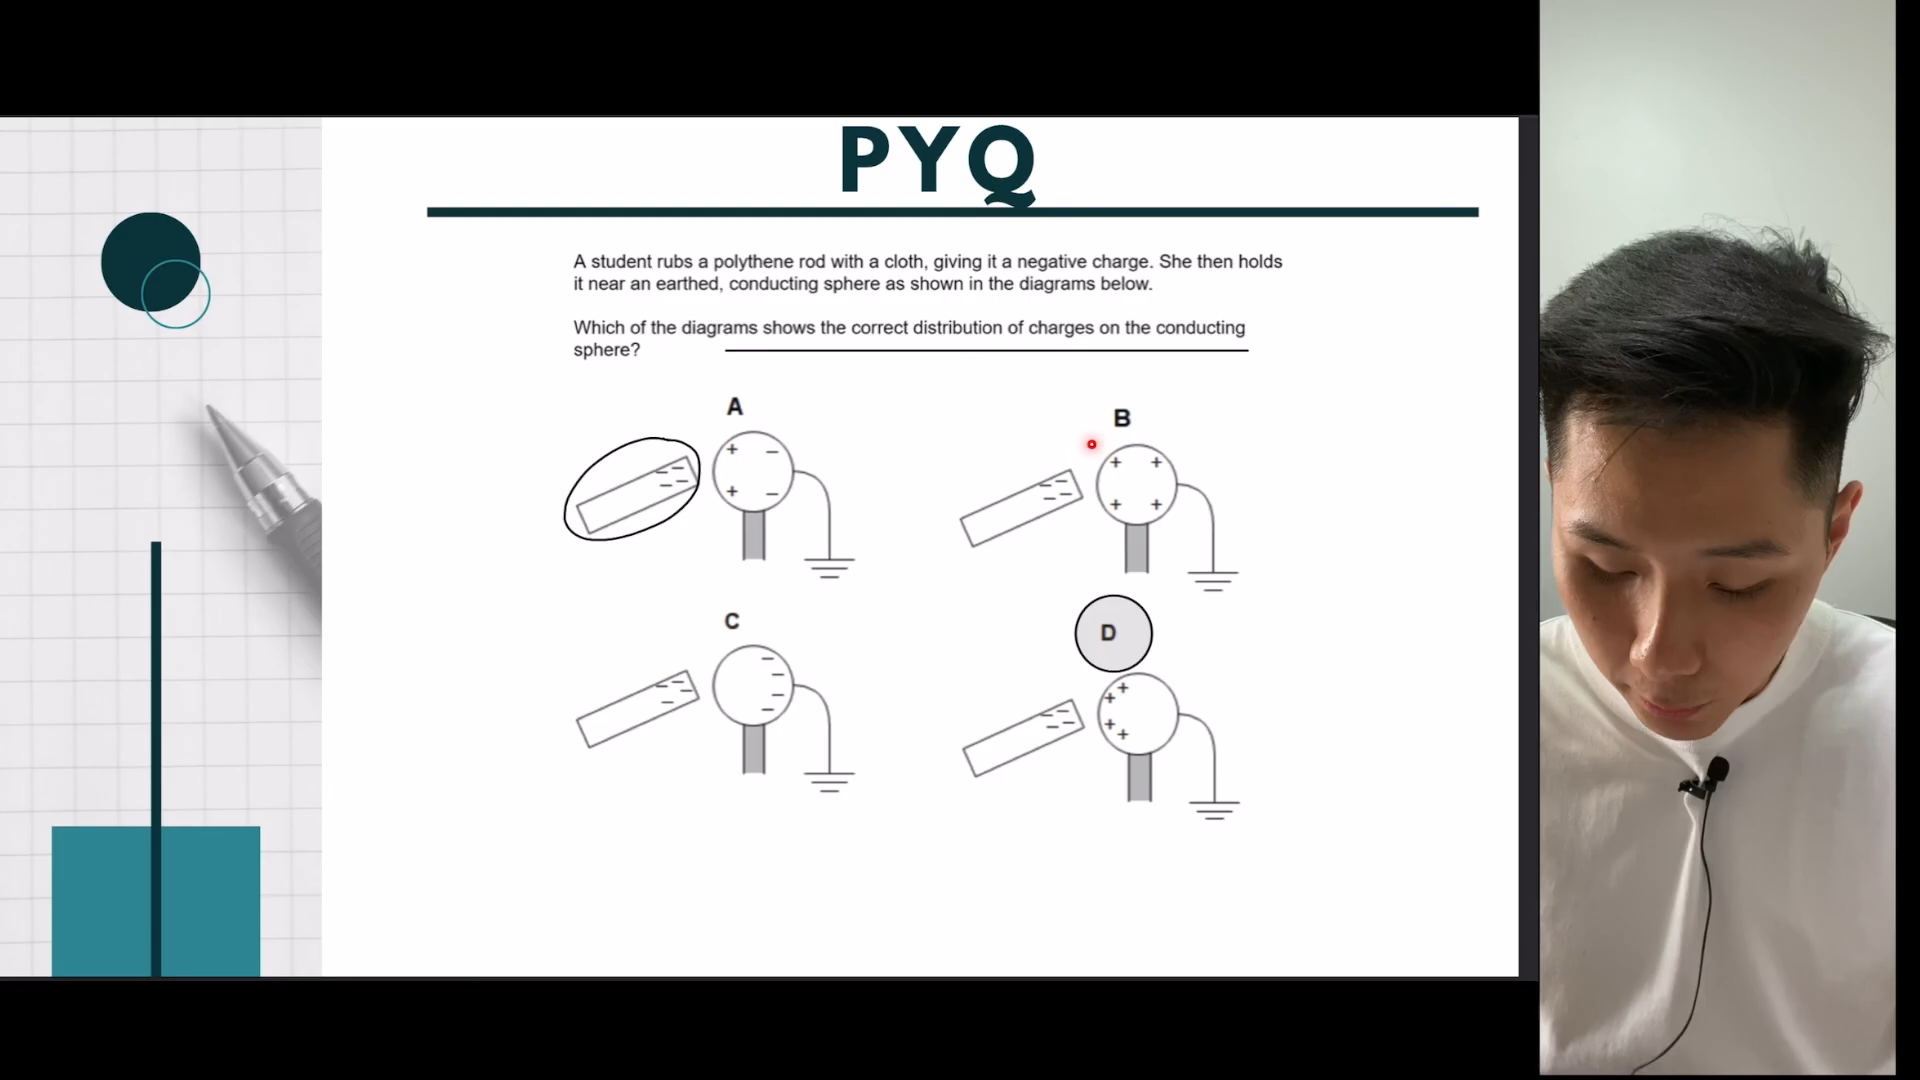 PYQ
A student rubs a polythene rod with a cloth, giving it a negative charge. She then holds
it near an earthed, conducting sphere as shown in the diagrams below.
Which of the diagrams shows the correct distribution of charges on the conducting
sphere?
A
+ −
+ −
− −
− −
B
+ +
+ +
− −
− −
C
−
−
−
−
− −
− −
D
+
+
+
+
− −
− −